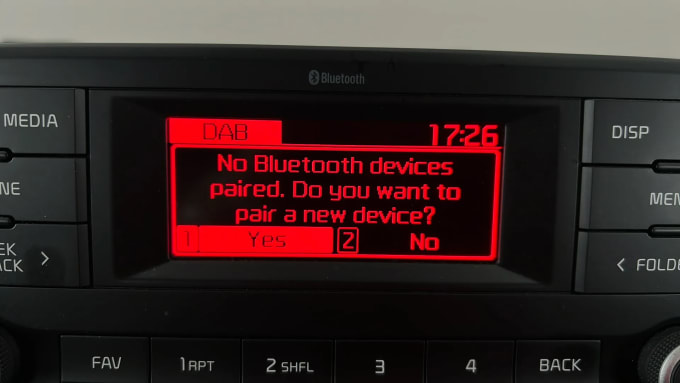 Bluetooth
MEDIA
DAB 17:26
DISP
No Bluetooth devices
paired. Do you want to
pair a new device?
1 Yes 2 No
< FOLDE
>
FAV 1 RPT 2 SHFL 3 4 BACK